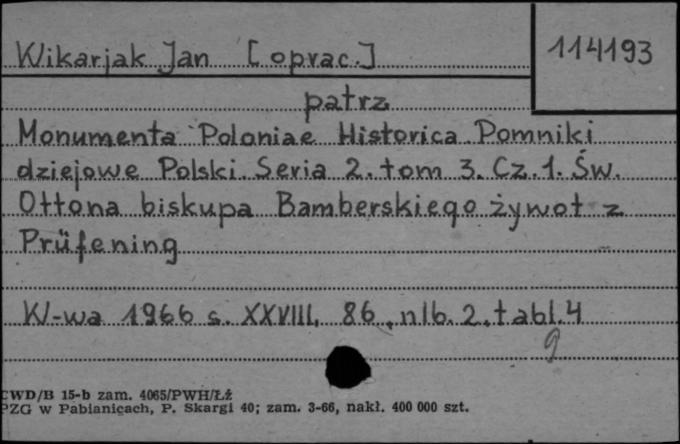 Wikarjak Jan [oprac.]
114193
patrz
Monumenta Poloniae Historica. Pomniki
dziejowe Polski. Seria 2. tom 3. Cz. 1. Św.
Ottona biskupa Bamberskiego żywot z
Prüfening
W-wa 1966 s. XXVIII, 86, nlb. 2, tabl. 4
g
CWD/B 15-b zam. 4065/PWH/Łź
PZG w Pabianicach, P. Skargi 40; zam. 3-66, nakł. 400 000 szt.